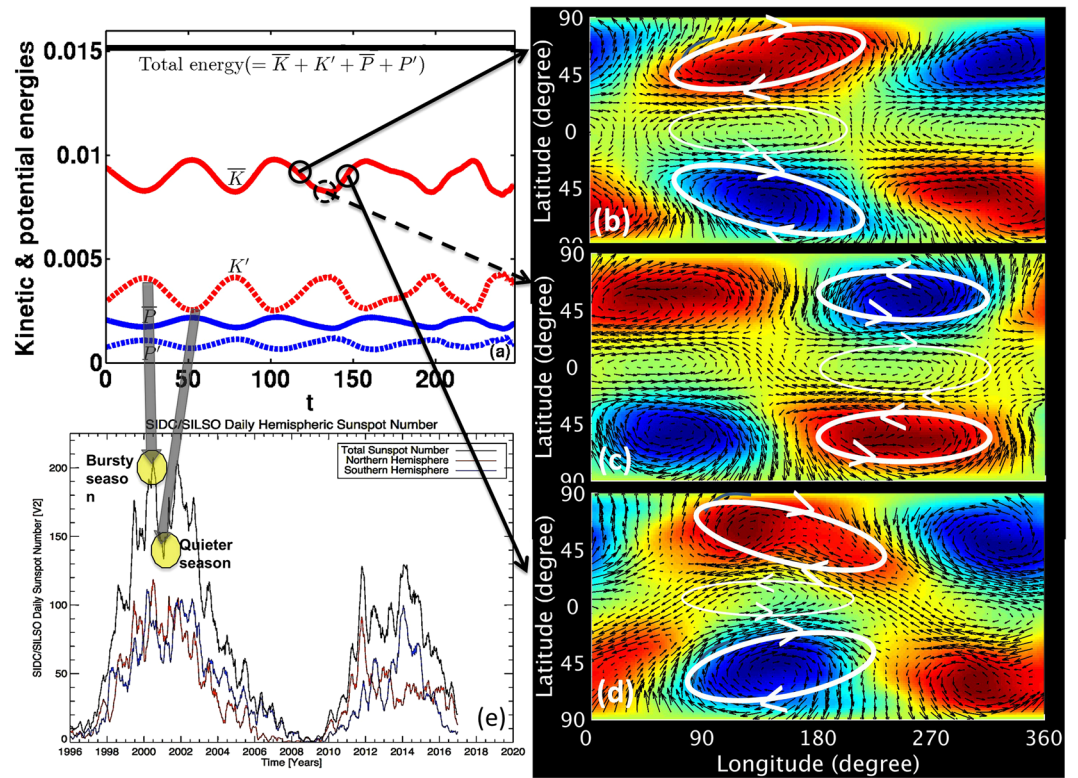 0.015
0.01
0.005
0
Kinetic & potential energies
Total energy(= K̅ + K′ + P̅ + P′)
K̅
K′
P̅
P′
(a)
0 50 100 150 200
t
SIDC/SILSO Daily Hemispheric Sunspot Number
Total Sunspot Number
Northern Hemisphere
Southern Hemisphere
200
150
100
50
0
SIDC/SILSO Daily Sunspot Number [V2]
Bursty
seaso
n
Quieter
season
(e)
1996 1998 2000 2002 2004 2006 2008 2010 2012 2014 2016 2018 2020
Time [Years]
90
45
0
45
90
Latitude (degree)
(b)
90
45
0
45
90
Latitude (degree)
(c)
90
45
0
45
90
Latitude (degree)
(d)
0 90 180 270 360
Longitude (degree)